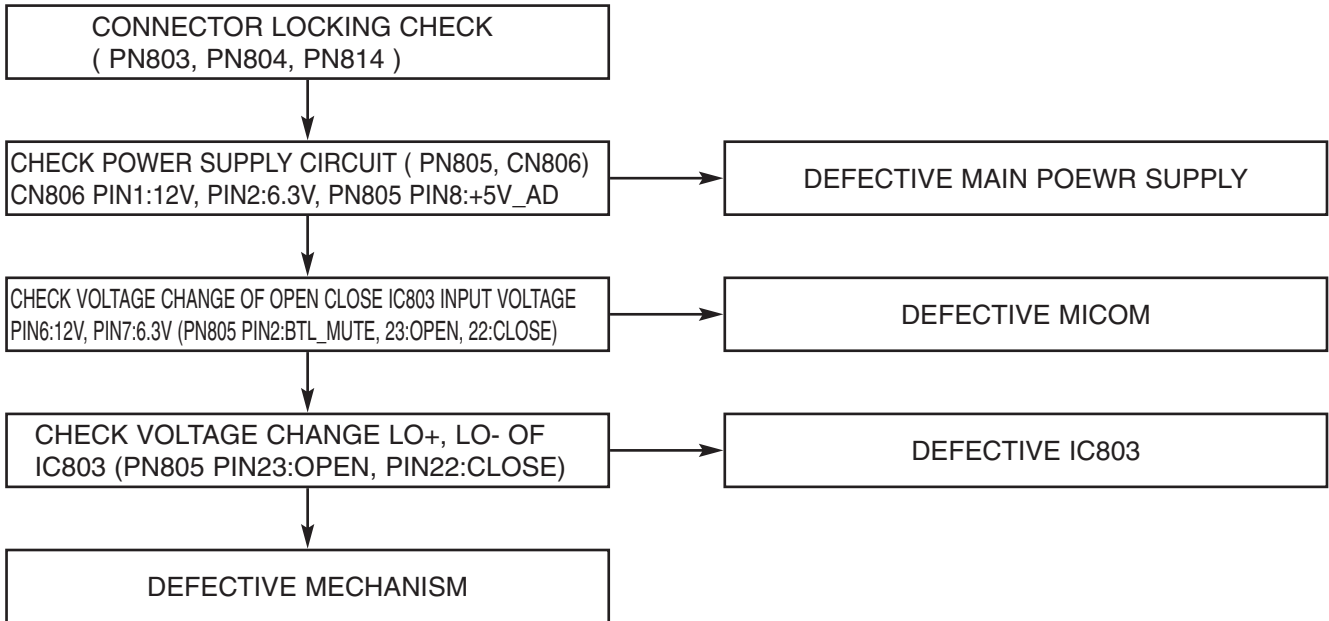 CONNECTOR LOCKING CHECK
( PN803, PN804, PN814 )
CHECK POWER SUPPLY CIRCUIT ( PN805, CN806)
CN806 PIN1:12V, PIN2:6.3V, PN805 PIN8:+5V_AD
DEFECTIVE MAIN POEWR SUPPLY
CHECK VOLTAGE CHANGE OF OPEN CLOSE IC803 INPUT VOLTAGE
PIN6:12V, PIN7:6.3V (PN805 PIN2:BTL_MUTE, 23:OPEN, 22:CLOSE)
DEFECTIVE MICOM
CHECK VOLTAGE CHANGE LO+, LO- OF
IC803 (PN805 PIN23:OPEN, PIN22:CLOSE)
DEFECTIVE IC803
DEFECTIVE MECHANISM